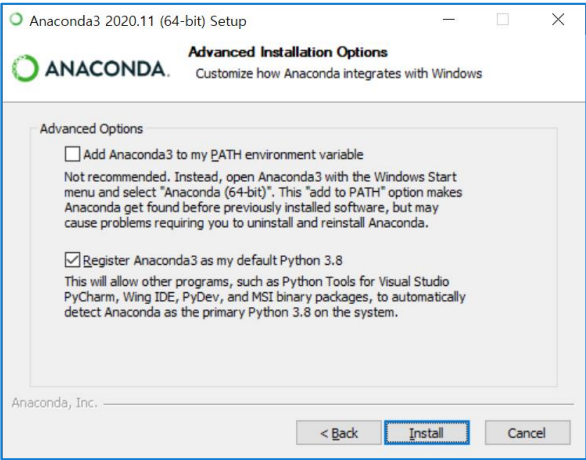 Anaconda3 2020.11 (64-bit) Setup
ANACONDA.
Advanced Installation Options
Customize how Anaconda integrates with Windows
Advanced Options
Add Anaconda3 to my PATH environment variable
Not recommended. Instead, open Anaconda3 with the Windows Start
menu and select "Anaconda (64-bit)". This "add to PATH" option makes
Anaconda get found before previously installed software, but may
cause problems requiring you to uninstall and reinstall Anaconda.
Register Anaconda3 as my default Python 3.8
This will allow other programs, such as Python Tools for Visual Studio
PyCharm, Wing IDE, PyDev, and MSI binary packages, to automatically
detect Anaconda as the primary Python 3.8 on the system.
Anaconda, Inc.
< Back
Install
Cancel